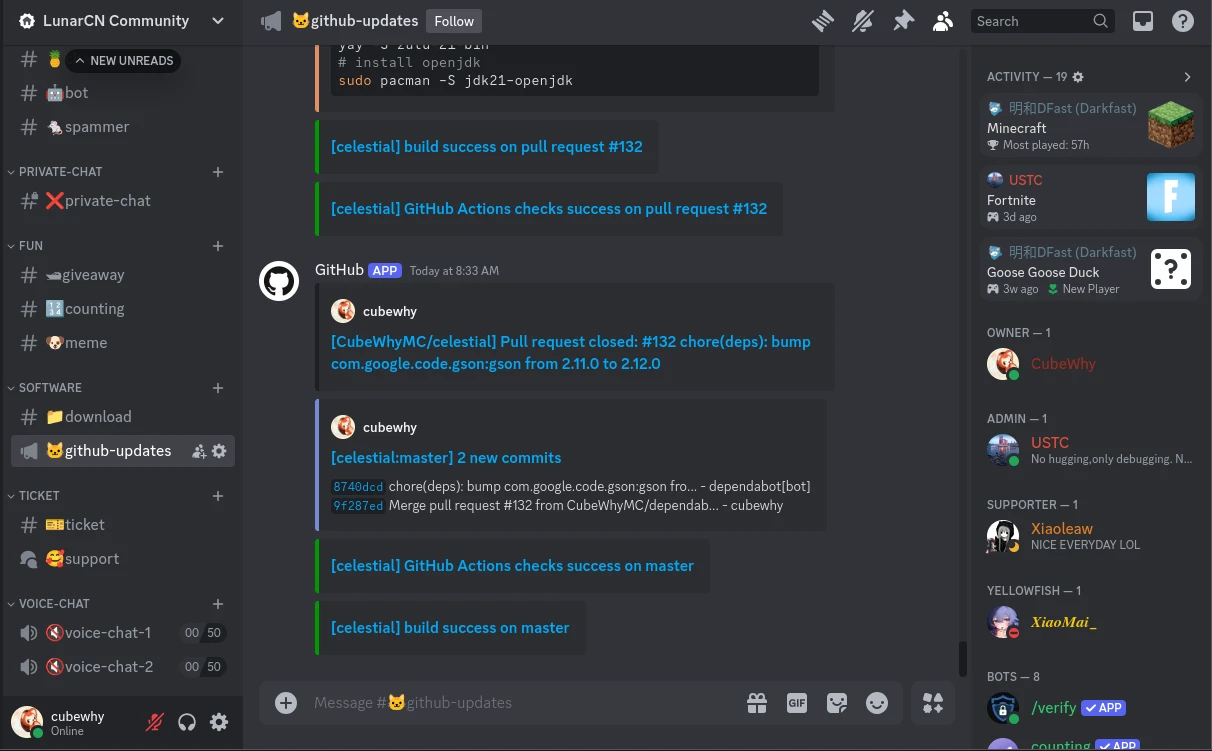 LunarCN Community
NEW UNREADS
# 🍍
# 🤖bot
# 🐁spammer
PRIVATE-CHAT +
# ❌private-chat
FUN +
# 🛥giveaway
# 🔢counting
# 🐶meme
SOFTWARE +
# 📁download
🐱github-updates
TICKET +
# 🎫ticket
🥰support
VOICE-CHAT +
🔇voice-chat-1 00 50
🔇voice-chat-2 00 50
cubewhy
Online
🐱github-updates Follow
Search
yay -S zulu-21-bin
# install openjdk
sudo pacman -S jdk21-openjdk
[celestial] build success on pull request #132
[celestial] GitHub Actions checks success on pull request #132
GitHub APP Today at 8:33 AM
cubewhy
[CubeWhyMC/celestial] Pull request closed: #132 chore(deps): bump
com.google.code.gson:gson from 2.11.0 to 2.12.0
cubewhy
[celestial:master] 2 new commits
8740dcd chore(deps): bump com.google.code.gson:gson fro... - dependabot[bot]
9f287ed Merge pull request #132 from CubeWhyMC/dependab... - cubewhy
[celestial] GitHub Actions checks success on master
[celestial] build success on master
Message #🐱github-updates
GIF
ACTIVITY — 19
明和DFast (Darkfast)
Minecraft
Most played: 57h
USTC
Fortnite
3d ago
F
明和DFast (Darkfast)
Goose Goose Duck
3w ago New Player
?
OWNER — 1
CubeWhy
ADMIN — 1
USTC
No hugging,only debugging. N...
SUPPORTER — 1
Xiaoleaw
NICE EVERYDAY LOL
YELLOWFISH — 1
XiaoMai_
BOTS — 8
/verify ✓ APP
counting ✓ APP